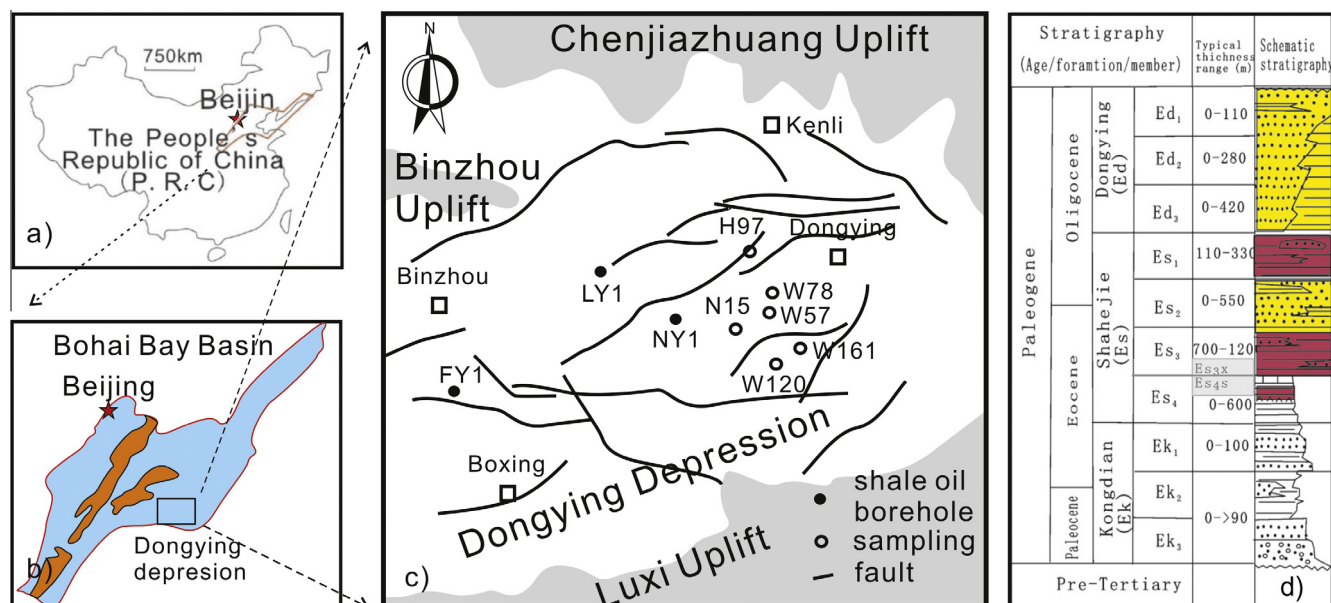 750km
Beijin
The People's
Republic of China
(P. R. C)
a)
Bohai Bay Basin
Beijing
Dongying
depresion
b)
N
Chenjiazhuang Uplift
Kenli
Binzhou
Uplift
H97
Dongying
Binzhou
LY1
W78
N15
W57
NY1
W161
FY1
W120
Boxing
Dongying Depression
Luxi Uplift
shale oil
borehole
sampling
fault
c)
Stratigraphy
(Age/foramtion/member)
Typical
thickness
range (m)
Schematic
stratigraphy
Paleogene
Oligocene
Eocene
Paleocene
Dongying
(Ed)
Shahejie
(Es)
Kongdian
(Ek)
Ed₁
0-110
Ed₂
0-280
Ed₃
0-420
Es₁
110-330
Es₂
0-550
Es₃
700-120
Es₃x
Es₄s
Es₄
0-600
Ek₁
0-100
Ek₂
0->90
Ek₃
Pre-Tertiary
d)